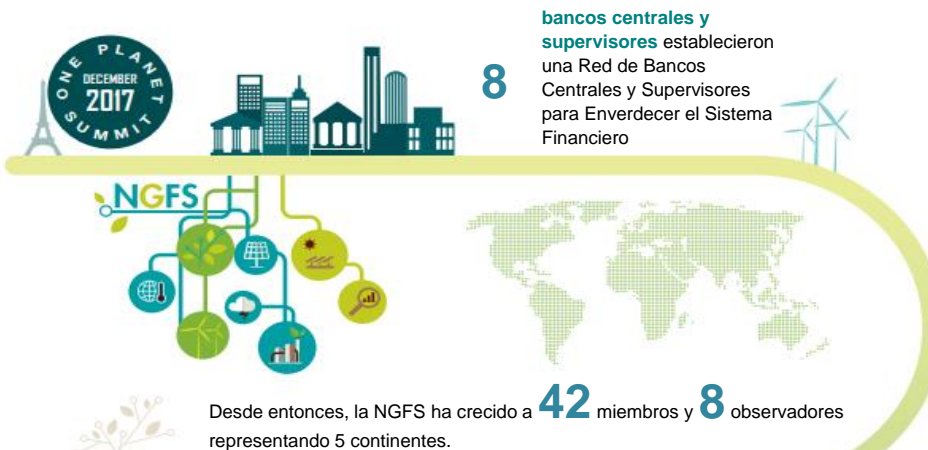 ONE PLANET SUMMIT
DECEMBER
2017
8
bancos centrales y
supervisores establecieron
una Red de Bancos
Centrales y Supervisores
para Enverdecer el Sistema
Financiero
NGFS
Desde entonces, la NGFS ha crecido a 42 miembros y 8 observadores
representando 5 continentes.